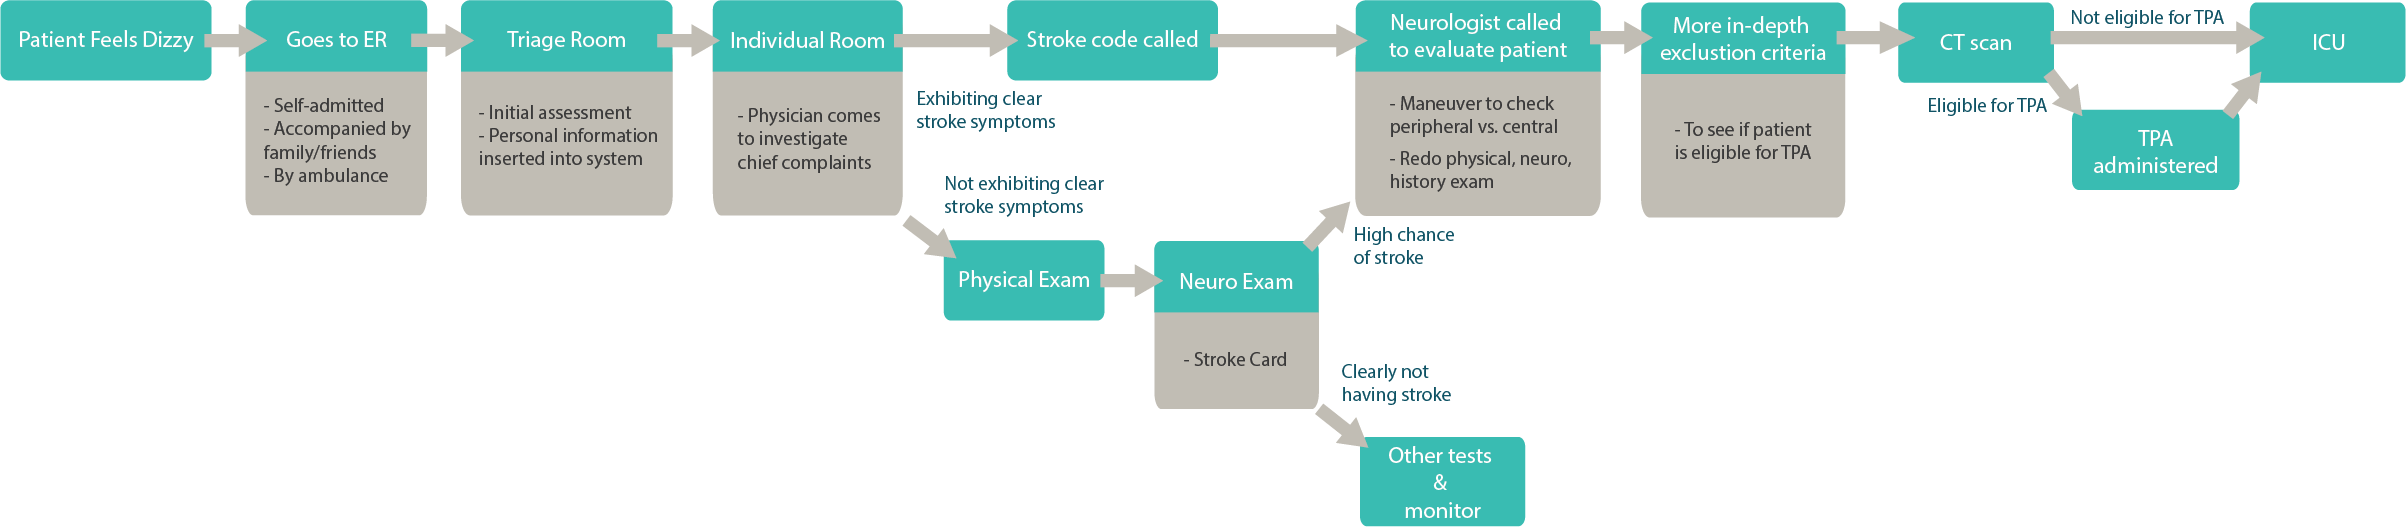 Patient Feels Dizzy
Goes to ER
- Self-admitted
- Accompanied by
family/friends
- By ambulance
Triage Room
- Initial assessment
- Personal information
inserted into system
Individual Room
- Physician comes
to investigate
chief complaints
Exhibiting clear
stroke symptoms
Stroke code called
Not exhibiting clear
stroke symptoms
Physical Exam
Neuro Exam
- Stroke Card
High chance
of stroke
Clearly not
having stroke
Other tests
&
monitor
Neurologist called
to evaluate patient
- Maneuver to check
peripheral vs. central
- Redo physical, neuro,
history exam
More in-depth
exclustion criteria
- To see if patient
is eligible for TPA
CT scan
Not eligible for TPA
Eligible for TPA
TPA
administered
ICU